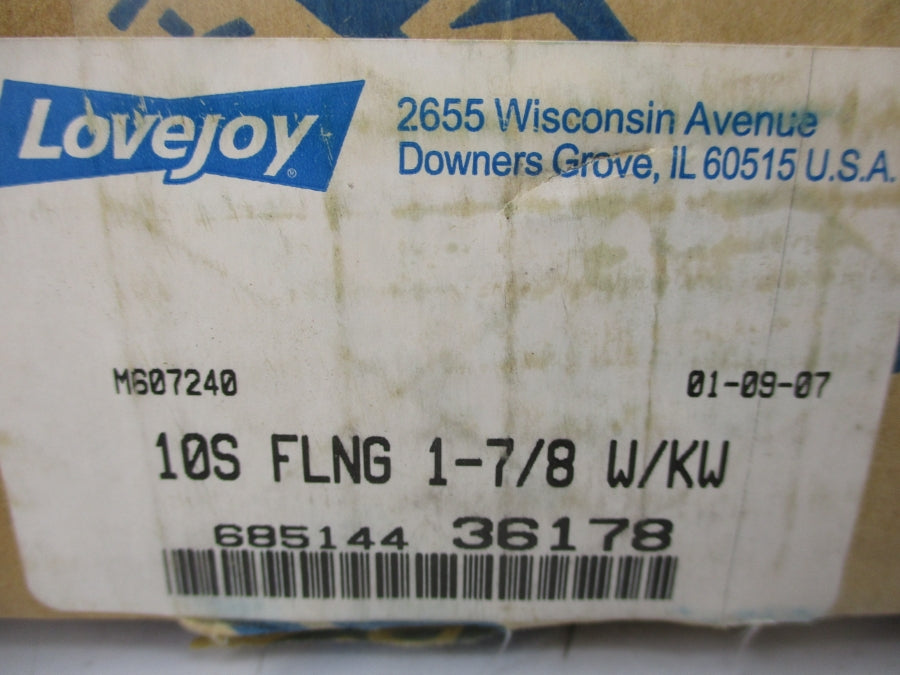 Lovejoy®
2655 Wisconsin Avenue
Downers Grove, IL 60515 U.S.A.
M607240 01-09-07
10S FLNG 1-7/8 W/KW
685144 36178